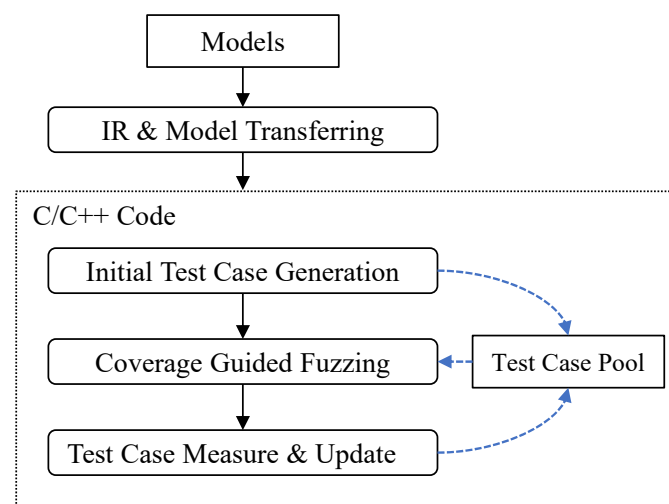 Models
IR & Model Transferring
C/C++ Code
Initial Test Case Generation
Coverage Guided Fuzzing
Test Case Pool
Test Case Measure & Update